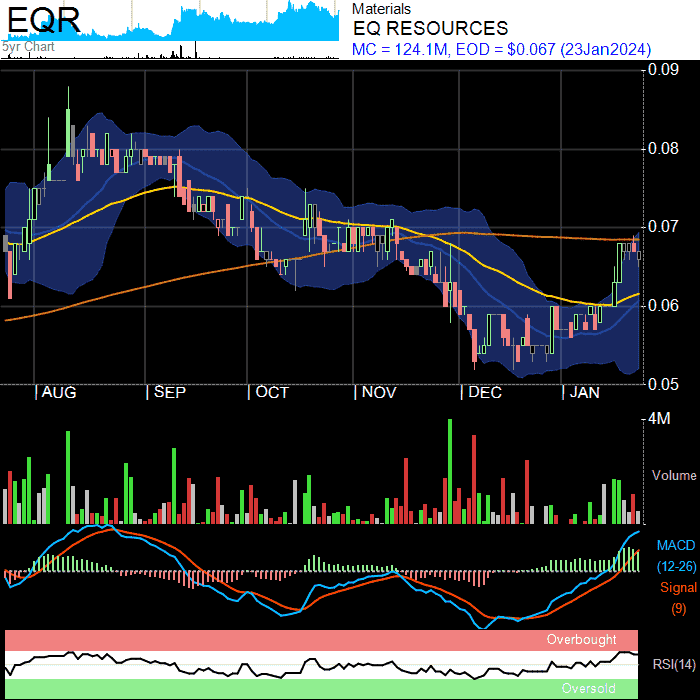 EQR
5yr Chart
Materials
EQ RESOURCES
MC = 124.1M, EOD = $0.067 (23Jan2024)
0.09
0.08
0.07
0.06
0.05
| AUG | SEP | OCT | NOV | DEC | JAN
4M
Volume
MACD
(12-26)
Signal
(9)
Overbought
RSI(14)
Oversold